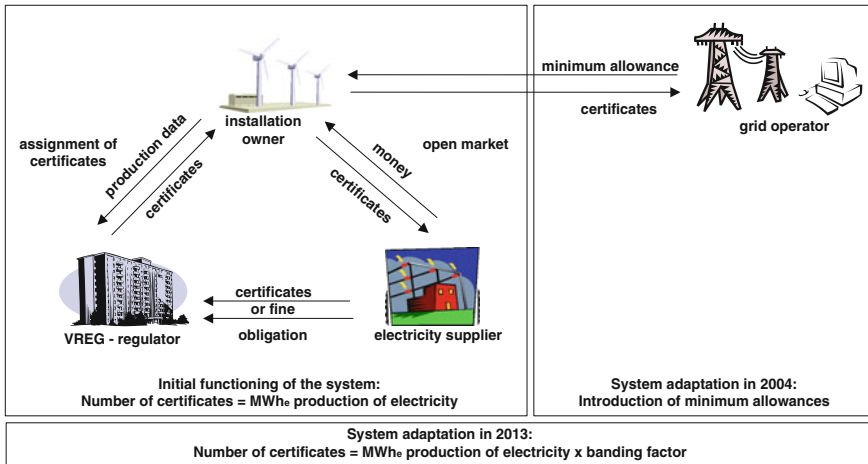 minimum allowance
certificates
installation
owner
grid operator
assignment of
certificates
production data
certificates
open market
money
certificates
certificates
or fine
obligation
VREG - regulator
electricity supplier
Initial functioning of the system:
Number of certificates = MWhe production of electricity
System adaptation in 2004:
Introduction of minimum allowances
System adaptation in 2013:
Number of certificates = MWhe production of electricity x banding factor